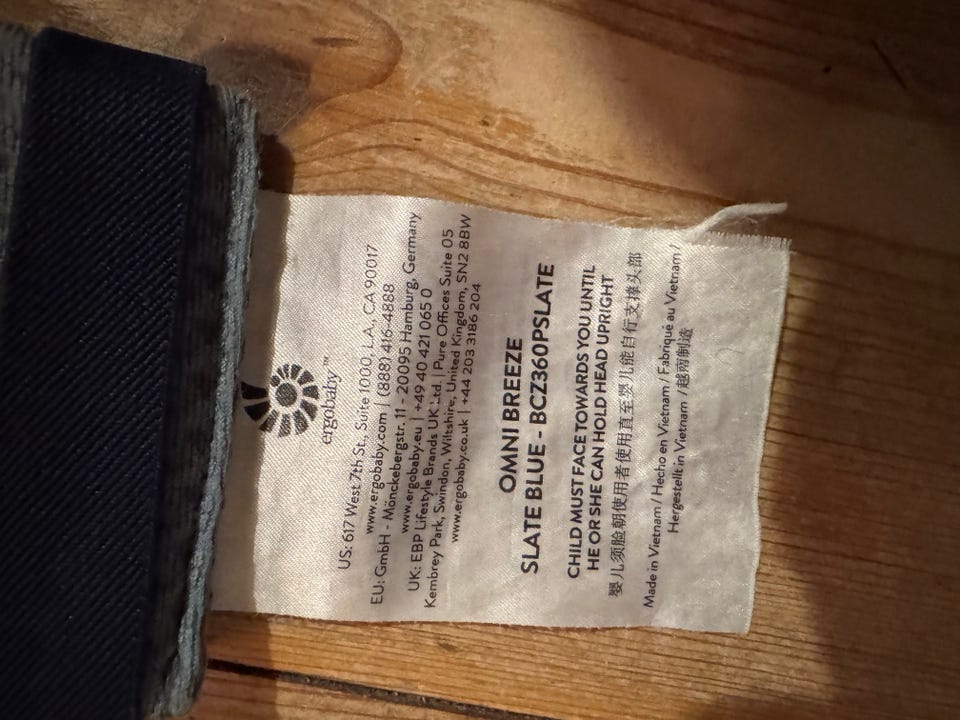 ergobaby™
US: 617 West 7th St., Suite 1000, L.A., CA 90017
www.ergobaby.com | (888) 416-4888
EU: GmbH - Mönckebergstr. 11 - 20095 Hamburg, Germany
www.ergobaby.eu | +49 40 421 065 0
UK: EBP Lifestyle Brands UK Ltd. | Pure Offices Suite 05
Kembrey Park, Swindon, Wiltshire, United Kingdom, SN2 8BW
www.ergobaby.co.uk | +44 203 3186 204
OMNI BREEZE
SLATE BLUE - BCZ360PSLATE
CHILD MUST FACE TOWARDS YOU UNTIL
HE OR SHE CAN HOLD HEAD UPRIGHT
婴儿须脸朝使用者使用直至婴儿能自行支撑头部
Made in Vietnam / Hecho en Vietnam / Fabriqué au Vietnam /
Hergestellt in Vietnam / 越南制造